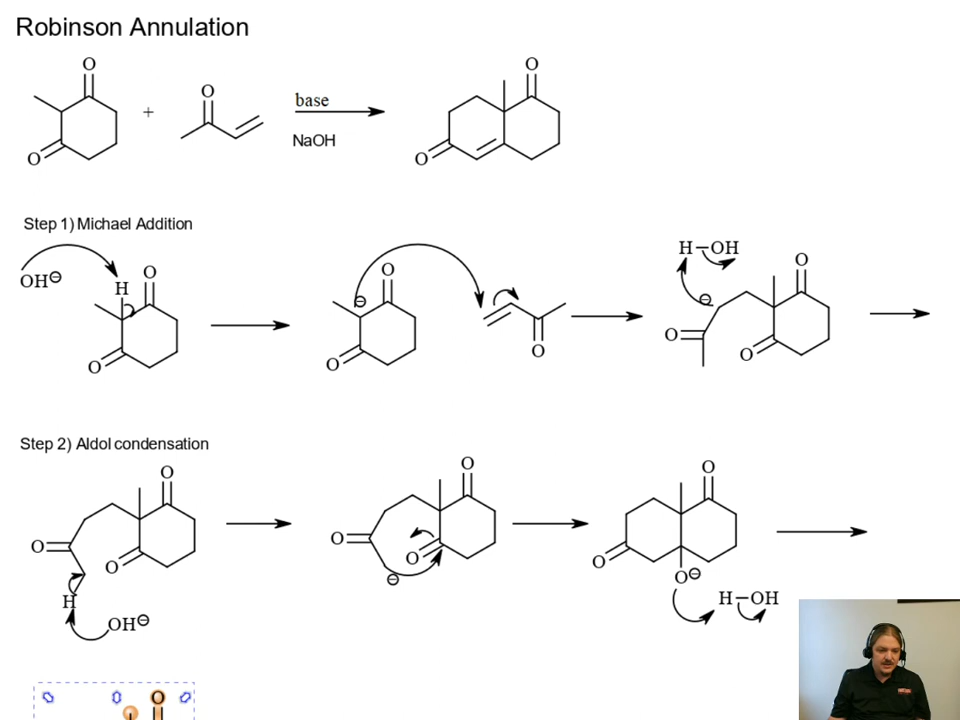 Robinson Annulation
O
O
+
O
base
NaOH
O
O
Step 1) Michael Addition
OH⊖
H
O
O
⊖
O
O
O
H–OH
⊖
O
O
O
Step 2) Aldol condensation
O
O
O
H
OH⊖
O
O
O
⊖
O
O
O⊖
H–OH
O